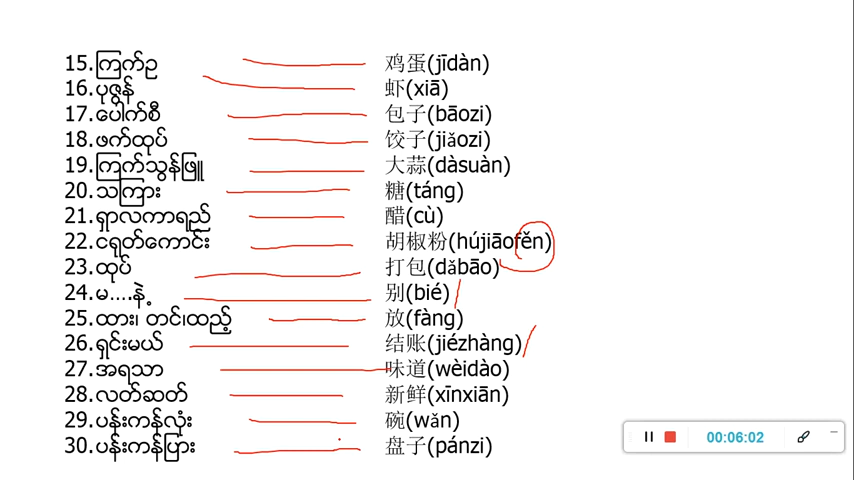 15.ကြက်ဥ 鸡蛋(jīdàn)
16.ပုဇွန် 虾(xiā)
17.ပေါက်စီ 包子(bāozi)
18.ဖက်ထုပ် 饺子(jiǎozi)
19.ကြက်သွန်ဖြူ 大蒜(dàsuàn)
20.သကြား 糖(táng)
21.ရှာလကာရည် 醋(cù)
22.ငရုတ်ကောင်း 胡椒粉(hújiāofěn)
23.ထုပ် 打包(dǎbāo)
24.မ....နဲ့ 别(bié)
25.ထား၊ တင်၊ထည့် 放(fàng)
26.ရှင်းမယ် 结账(jiézhàng)
27.အရသာ 味道(wèidào)
28.လတ်ဆတ် 新鲜(xīnxiān)
29.ပန်းကန်လုံး 碗(wǎn)
30.ပန်းကန်ပြား 盘子(pánzi)
00:06:02